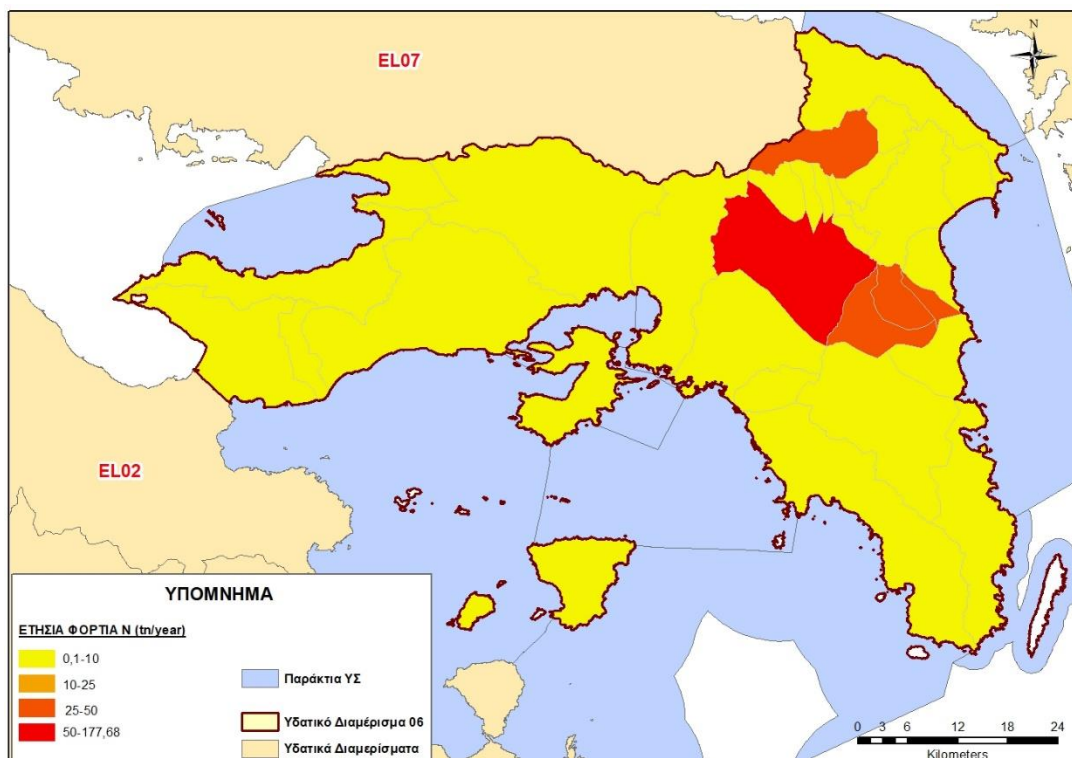 N
EL07
EL02
ΥΠΟΜΝΗΜΑ
ΕΤΗΣΙΑ ΦΟΡΤΙΑ Ν (tn/year)
0,1-10
10-25
25-50
50-177,68
Παράκτια ΥΣ
Υδατικό Διαμέρισμα 06
Υδατικά Διαμερίσματα
0 3 6 12 18 24
Kilometers